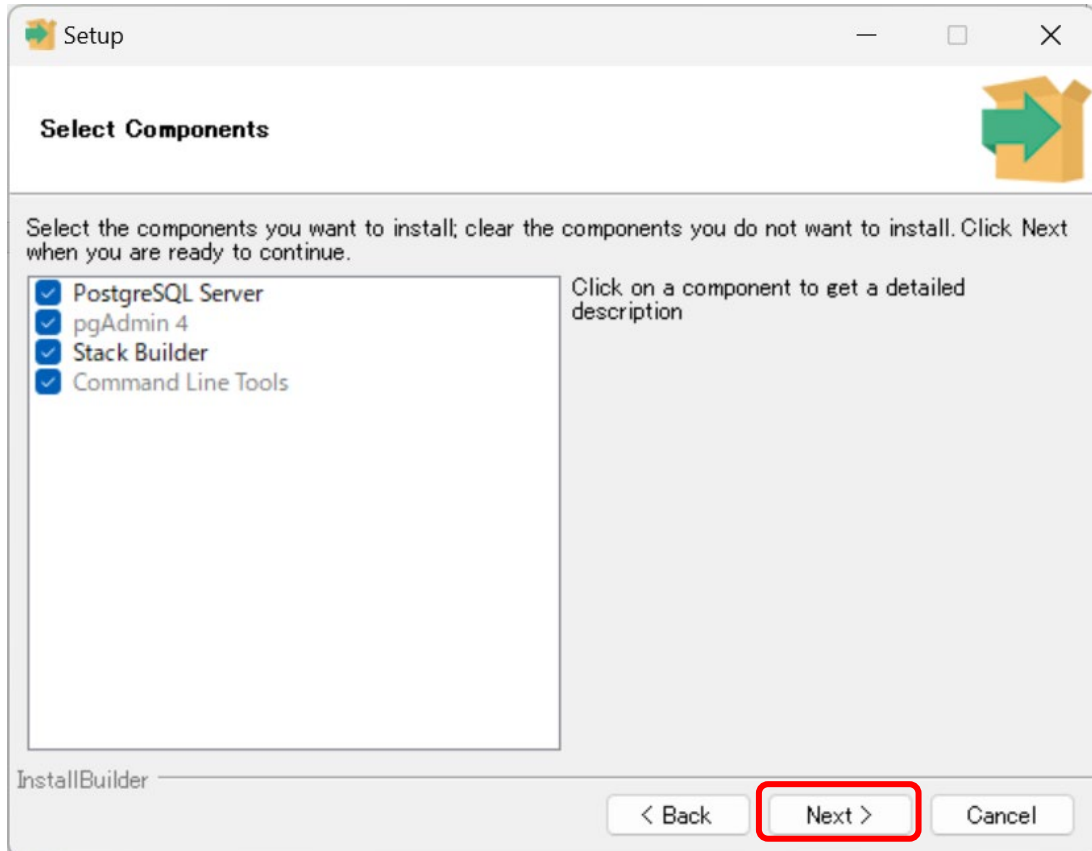 Setup
Select Components
Select the components you want to install; clear the components you do not want to install. Click Next
when you are ready to continue.
PostgreSQL Server
pgAdmin 4
Stack Builder
Command Line Tools
Click on a component to get a detailed
description
InstallBuilder
< Back
Next >
Cancel